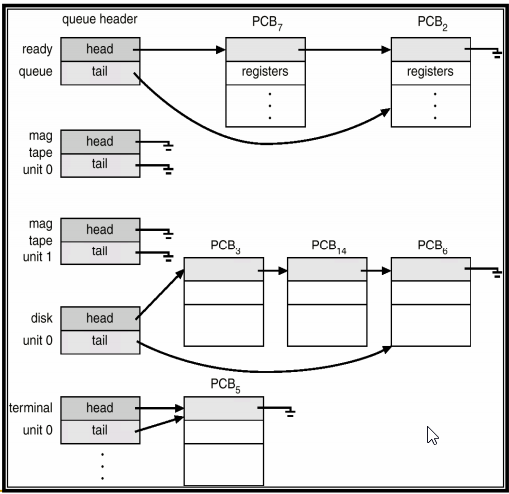 queue header PCB7 PCB2
ready head
queue tail registers registers
mag head
tape
unit 0 tail
mag head
tape
unit 1 tail
PCB3 PCB14 PCB6
disk head
unit 0 tail
PCB5
terminal head
unit 0 tail